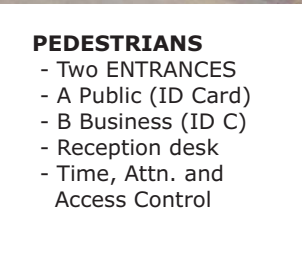 PEDESTRIANS
- Two ENTRANCES
- A Public (ID Card)
- B Business (ID C)
- Reception desk
- Time, Attn. and
Access Control